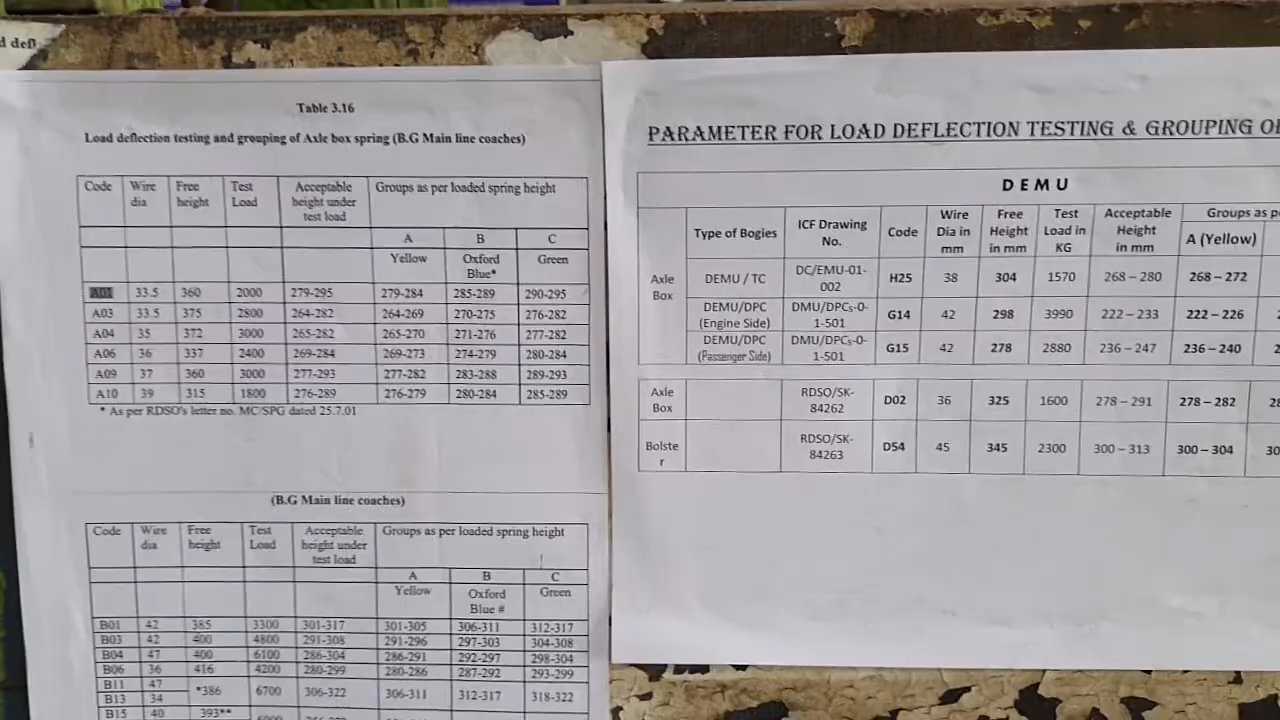 d defl
Table 3.16
Load deflection testing and grouping of Axle box spring (B.G Main line coaches)
Code Wire dia Free height Test Load Acceptable height under test load Groups as per loaded spring height
A B C
Yellow Oxford Blue* Green
A01 33.5 360 2000 279-295 279-284 285-289 290-295
A03 33.5 375 2800 264-282 264-269 270-275 276-282
A04 35 372 3000 265-282 265-270 271-276 277-282
A06 36 337 2400 269-284 269-273 274-279 280-284
A09 37 360 3000 277-293 277-282 283-288 289-293
A10 39 315 1800 276-289 276-279 280-284 285-289
* As per RDSO's letter no. MC/SPG dated 25.7.01
(B.G Main line coaches)
Code Wire dia Free height Test Load Acceptable height under test load Groups as per loaded spring height
A B C
Yellow Oxford Blue # Green
B01 42 385 3300 301-317 301-305 306-311 312-317
B03 42 400 4800 291-308 291-296 297-303 304-308
B04 47 400 6100 286-304 286-291 292-297 298-304
B06 36 416 4200 280-299 280-286 287-292 293-299
B11 47 *386 6700 306-322 306-311 312-317 318-322
B13 34
B15 40 393**
PARAMETER FOR LOAD DEFLECTION TESTING & GROUPING OF
DEMU
Type of Bogies ICF Drawing No. Code Wire Dia in mm Free Height in mm Test Load in KG Acceptable Height in mm Groups as p
A (Yellow)
Axle Box DEMU / TC DC/EMU-01-002 H25 38 304 1570 268 – 280 268 – 272
DEMU/DPC (Engine Side) DMU/DPCs-0-1-501 G14 42 298 3990 222 – 233 222 – 226
DEMU/DPC (Passenger Side) DMU/DPCs-0-1-501 G15 42 278 2880 236 – 247 236 – 240 2
Axle Box RDSO/SK-84262 D02 36 325 1600 278 – 291 278 – 282 28
Bolster RDSO/SK-84263 D54 45 345 2300 300 – 313 300 – 304 30